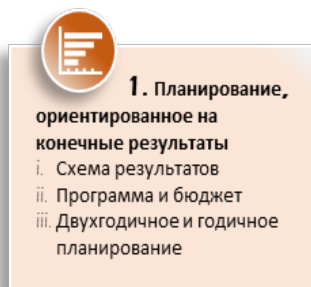 1. Планирование,
ориентированное на
конечные результаты
i. Схема результатов
ii. Программа и бюджет
iii. Двухгодичное и годичное
планирование